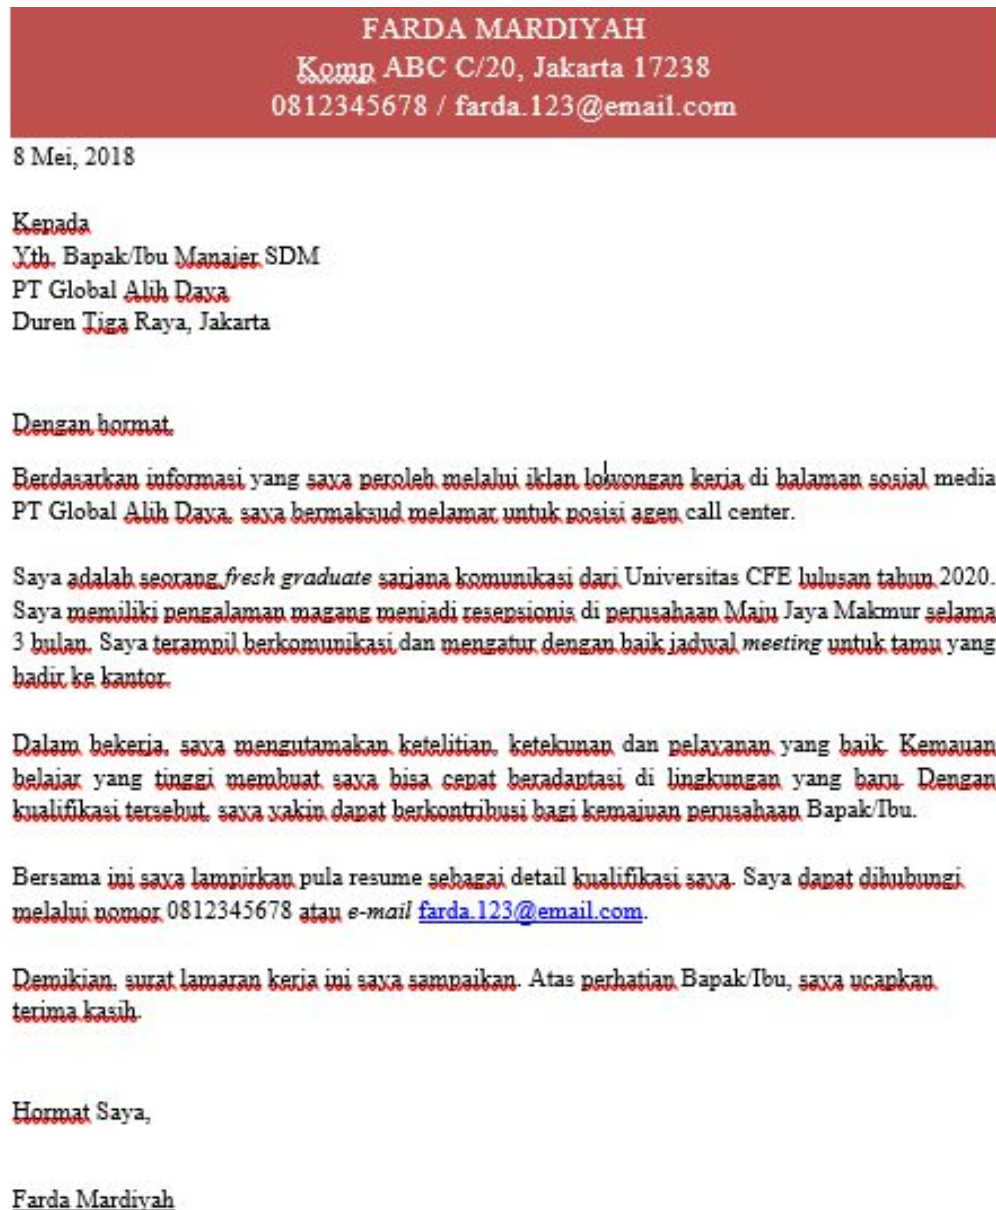 FARDA MARDIYAH
Komp ABC C/20, Jakarta 17238
0812345678 / farda.123@email.com
8 Mei, 2018
Kepada
Yth. Bapak/Ibu Manajer SDM
PT Global Alih Daya
Duren Tiga Raya, Jakarta
Dengan hormat,
Berdasarkan informasi yang saya peroleh melalui iklan lowongan kerja di halaman sosial media
PT Global Alih Daya, saya bermaksud melamar untuk posisi agen call center.
Saya adalah seorang fresh graduate sarjana komunikasi dari Universitas CFE lulusan tahun 2020.
Saya memiliki pengalaman magang menjadi resepsionis di perusahaan Maju Jaya Makmur selama
3 bulan. Saya terampil berkomunikasi dan mengatur dengan baik jadwal meeting untuk tamu yang
hadir ke kantor.
Dalam bekerja, saya mengutamakan ketelitian, ketekunan dan pelayanan yang baik. Kemauan
belajar yang tinggi membuat saya bisa cepat beradaptasi di lingkungan yang baru. Dengan
kualifikasi tersebut, saya yakin dapat berkontribusi bagi kemajuan perusahaan Bapak/Ibu.
Bersama ini saya lampirkan pula resume sebagai detail kualifikasi saya. Saya dapat dihubungi
melalui nomor 0812345678 atau e-mail farda.123@email.com.
Demikian, surat lamaran kerja ini saya sampaikan. Atas perhatian Bapak/Ibu, saya ucapkan
terima kasih.
Hormat Saya,
Farda Mardiyah